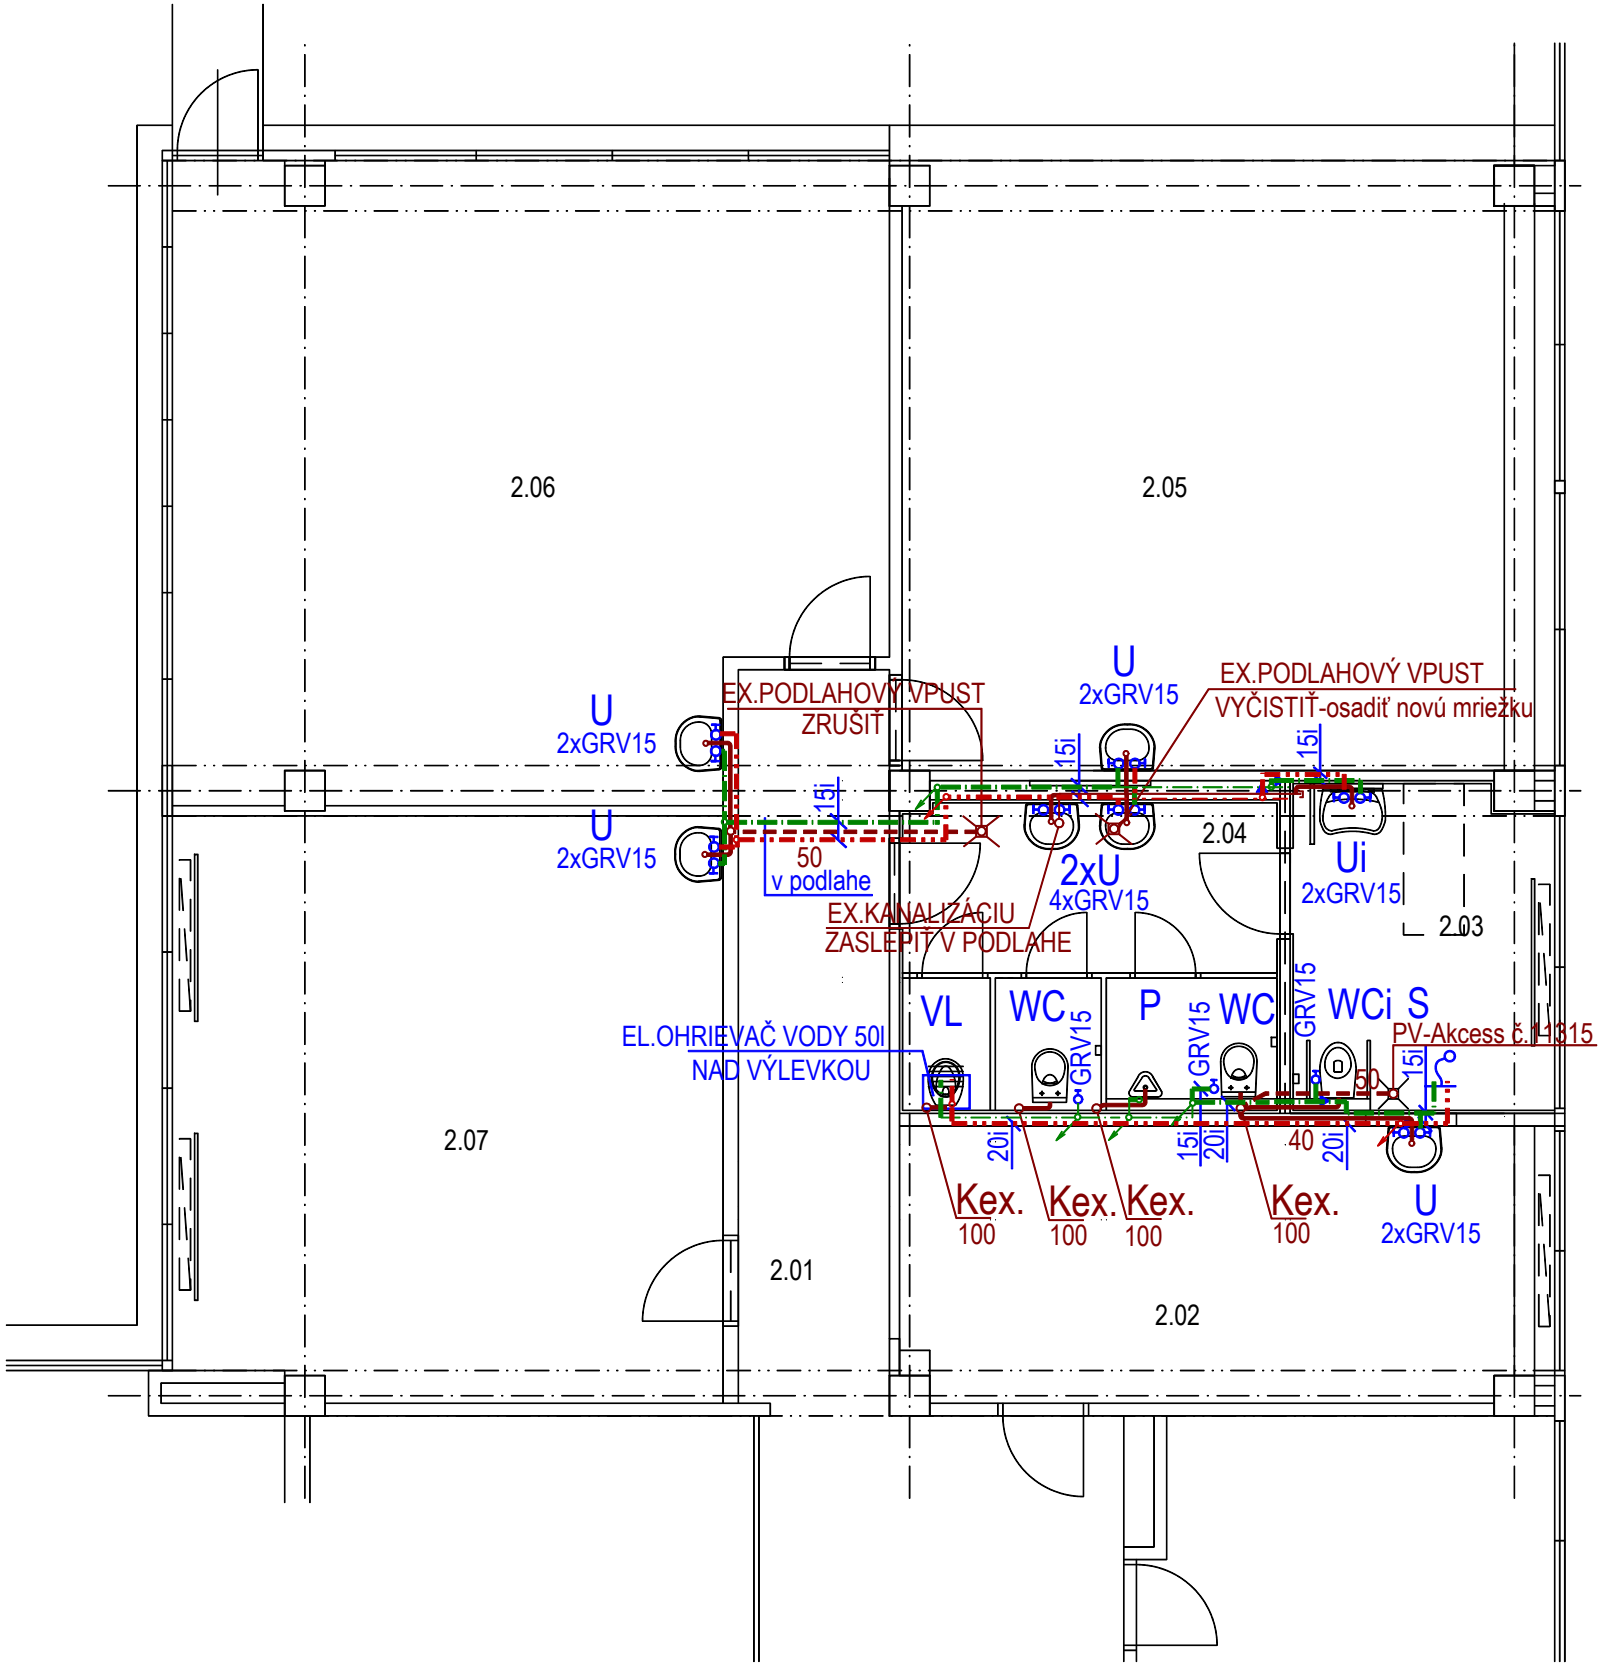 2.06
2.05
U
2xGRV15
EX.PODLAHOVÝ VPUST
VYČISTIŤ-osadiť novú mriežku
EX.PODLAHOVÝ VPUST
ZRUŠIŤ
U
2xGRV15
15i
15i
15i
U
2xGRV15
50
v podlahe
2.04
2xU
4xGRV15
Ui
2xGRV15
EX.KANALIZÁCIU
ZASLEPIŤ V PODLAHE
2.03
VL
WC
GRV15
P
GRV15
WC
GRV15
WCi
S
EL.OHRIEVAČ VODY 50l
NAD VÝLEVKOU
PV-Akcess č.11315
15i
50
2.07
20i
15i
20i
40
20i
Kex.
100
Kex.
100
Kex.
100
Kex.
100
U
2xGRV15
2.01
2.02